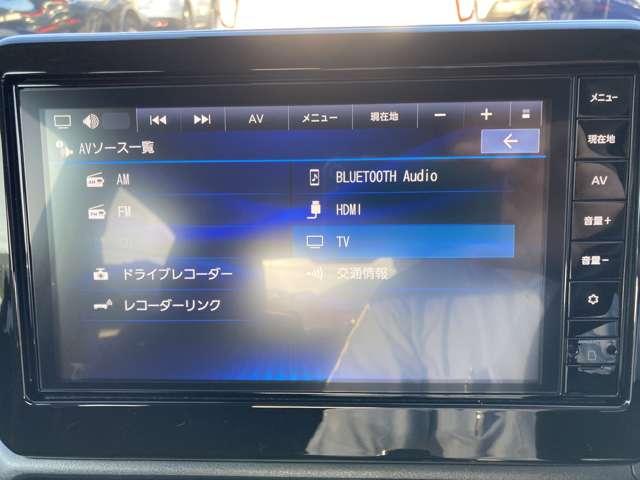 AV メニュー 現在地 − +
AVソース一覧
AM
FM
ドライブレコーダー
レコーダーリンク
BLUETOOTH Audio
HDMI
TV
交通情報
メニュー
現在地
AV
音量+
音量−